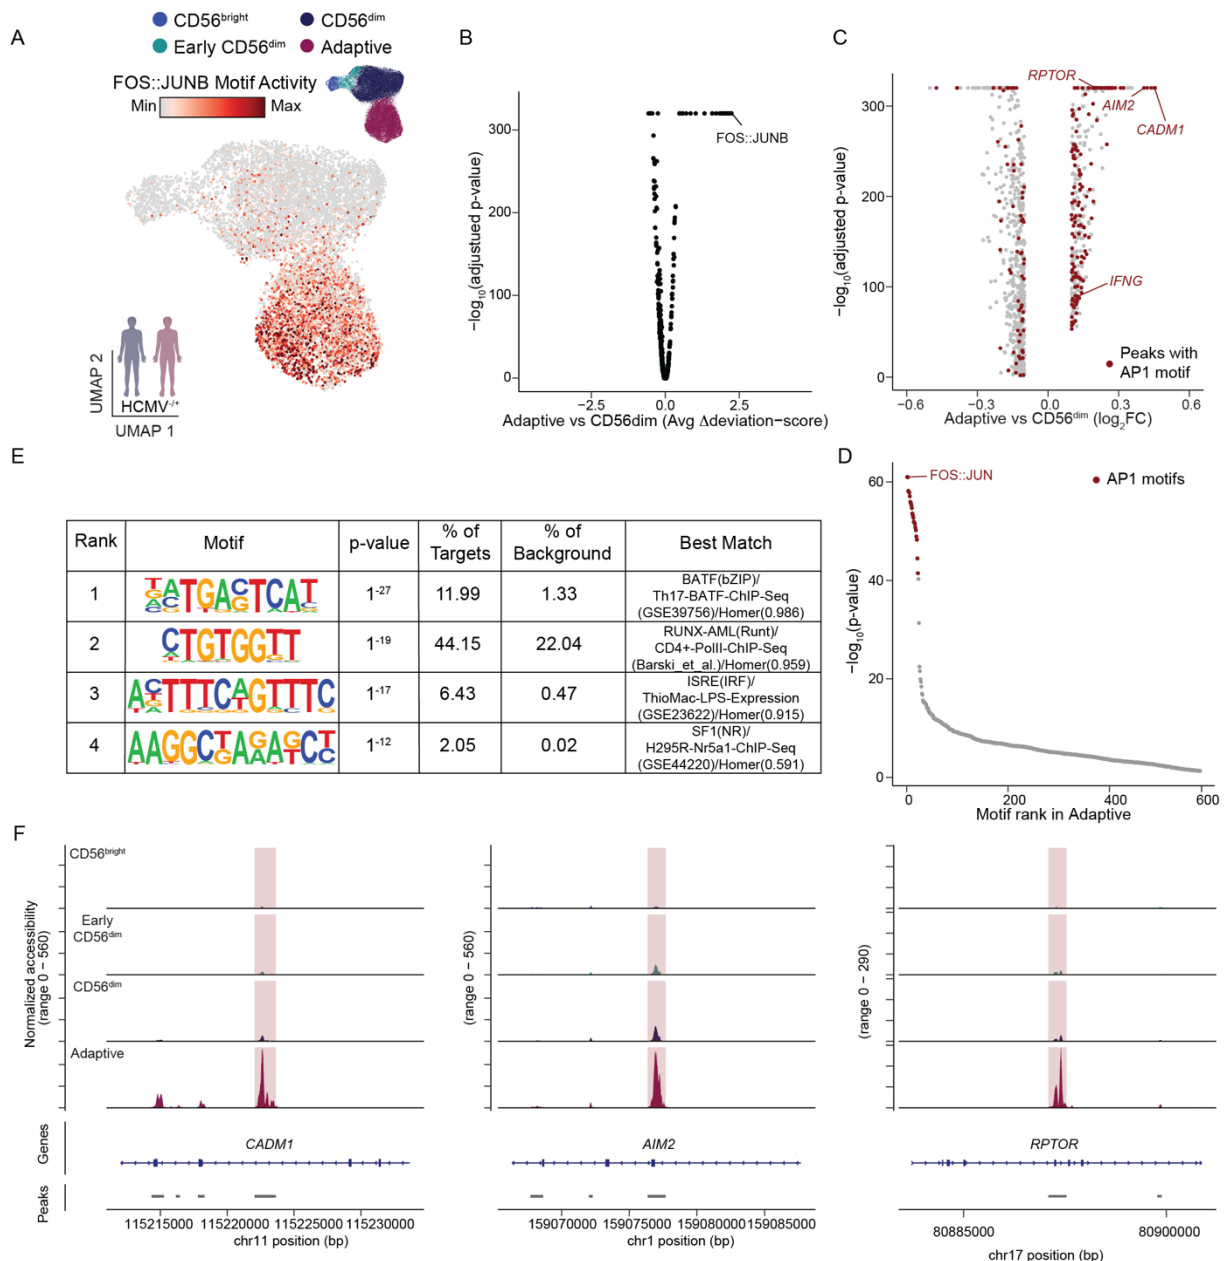 A
CD56bright
CD56dim
Early CD56dim
Adaptive
FOS::JUNB Motif Activity
Min
Max
HCMV-/+
UMAP 2
UMAP 1
B
−log10(adjustued p-value)
300
200
100
0
FOS::JUNB
−2.5
0.0
2.5
Adaptive vs CD56dim (Avg Δdeviation−score)
C
−log10(adjusted p-value)
300
200
100
0
RPTOR
AIM2
CADM1
IFNG
Peaks with
AP1 motif
−0.6
−0.3
0.0
0.3
0.6
Adaptive vs CD56dim (log2FC)
E
Rank
Motif
p-value
% of
Targets
% of
Background
Best Match
1
TATGAGTCAT
1-27
11.99
1.33
BATF(bZIP)/
Th17-BATF-ChIP-Seq
(GSE39756)/Homer(0.986)
2
CTGTGGTT
1-19
44.15
22.04
RUNX-AML(Runt)/
CD4+-PolII-ChIP-Seq
(Barski_et_al.)/Homer(0.959)
3
ACTTTCAGTTTC
1-17
6.43
0.47
ISRE(IRF)/
ThioMac-LPS-Expression
(GSE23622)/Homer(0.915)
4
AAGGCTAGAGCT
1-12
2.05
0.02
SF1(NR)/
H295R-Nr5a1-ChIP-Seq
(GSE44220)/Homer(0.591)
D
−log10(p-value)
60
40
20
0
FOS::JUN
AP1 motifs
0
200
400
600
Motif rank in Adaptive
F
Normalized accessibility
(range 0 − 560)
CD56bright
Early
CD56dim
CD56dim
Adaptive
(range 0 − 560)
(range 0 − 290)
Genes
CADM1
AIM2
RPTOR
Peaks
115215000
115220000
115225000
115230000
chr11 position (bp)
159070000
159075000
159080000
159085000
chr1 position (bp)
80885000
80900000
chr17 position (bp)